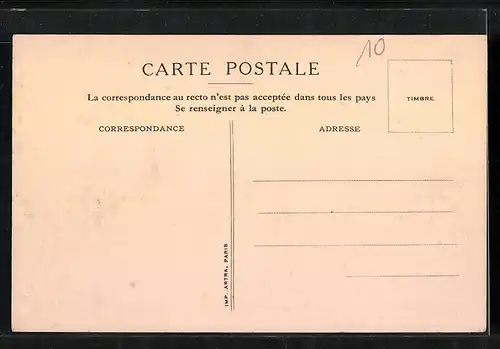 10
CARTE POSTALE
La correspondance au recto n'est pas acceptée dans tous les pays
Se renseigner à la poste.
TIMBRE
CORRESPONDANCE
ADRESSE
IMP. ARTRA, PARIS